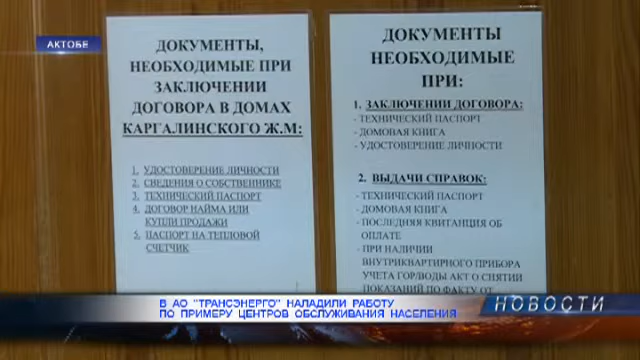 АКТОБЕ
ДОКУМЕНТЫ,
НЕОБХОДИМЫЕ ПРИ
ЗАКЛЮЧЕНИИ
ДОГОВОРА В ДОМАХ
КАРГАЛИНСКОГО Ж.М:
1. УДОСТОВЕРЕНИЕ ЛИЧНОСТИ
2. СВЕДЕНИЯ О СОБСТВЕННИКЕ
3. ТЕХНИЧЕСКИЙ ПАСПОРТ
4. ДОГОВОР НАЙМА ИЛИ
КУПЛИ ПРОДАЖИ
5. ПАСПОРТ НА ТЕПЛОВОЙ
СЧЕТЧИК
ДОКУМЕНТЫ
НЕОБХОДИМЫЕ
ПРИ:
1. ЗАКЛЮЧЕНИИ ДОГОВОРА:
- ТЕХНИЧЕСКИЙ ПАСПОРТ
- ДОМОВАЯ КНИГА
- УДОСТОВЕРЕНИЕ ЛИЧНОСТИ
2. ВЫДАЧИ СПРАВОК:
- ТЕХНИЧЕСКИЙ ПАСПОРТ
- ДОМОВАЯ КНИГА
- ПОСЛЕДНЯЯ КВИТАНЦИЯ ОБ
ОПЛАТЕ
- ПРИ НАЛИЧИИ
ВНУТРИКВАРТИРНОГО ПРИБОРА
УЧЕТА ГОР/ВОДЫ АКТ О СНЯТИИ
ПОКАЗАНИЙ ПО ФАКТУ ОТ
В АО "ТРАНСЭНЕРГО" НАЛАДИЛИ РАБОТУ
ПО ПРИМЕРУ ЦЕНТРОВ ОБСЛУЖИВАНИЯ НАСЕЛЕНИЯ
НОВОСТИ